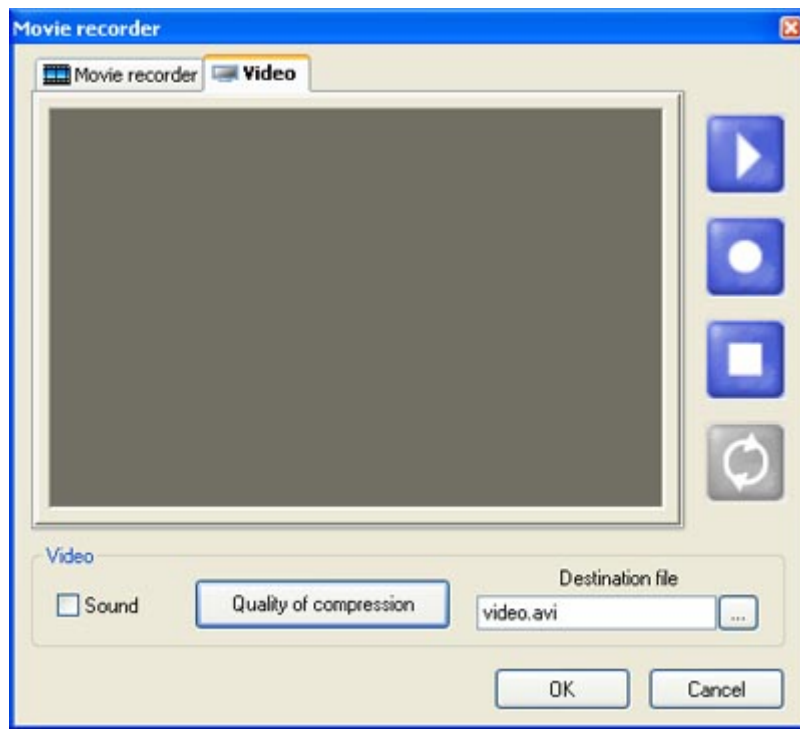 Movie recorder
Movie recorder
Video
Video
Sound
Quality of compression
Destination file
video.avi
...
OK
Cancel